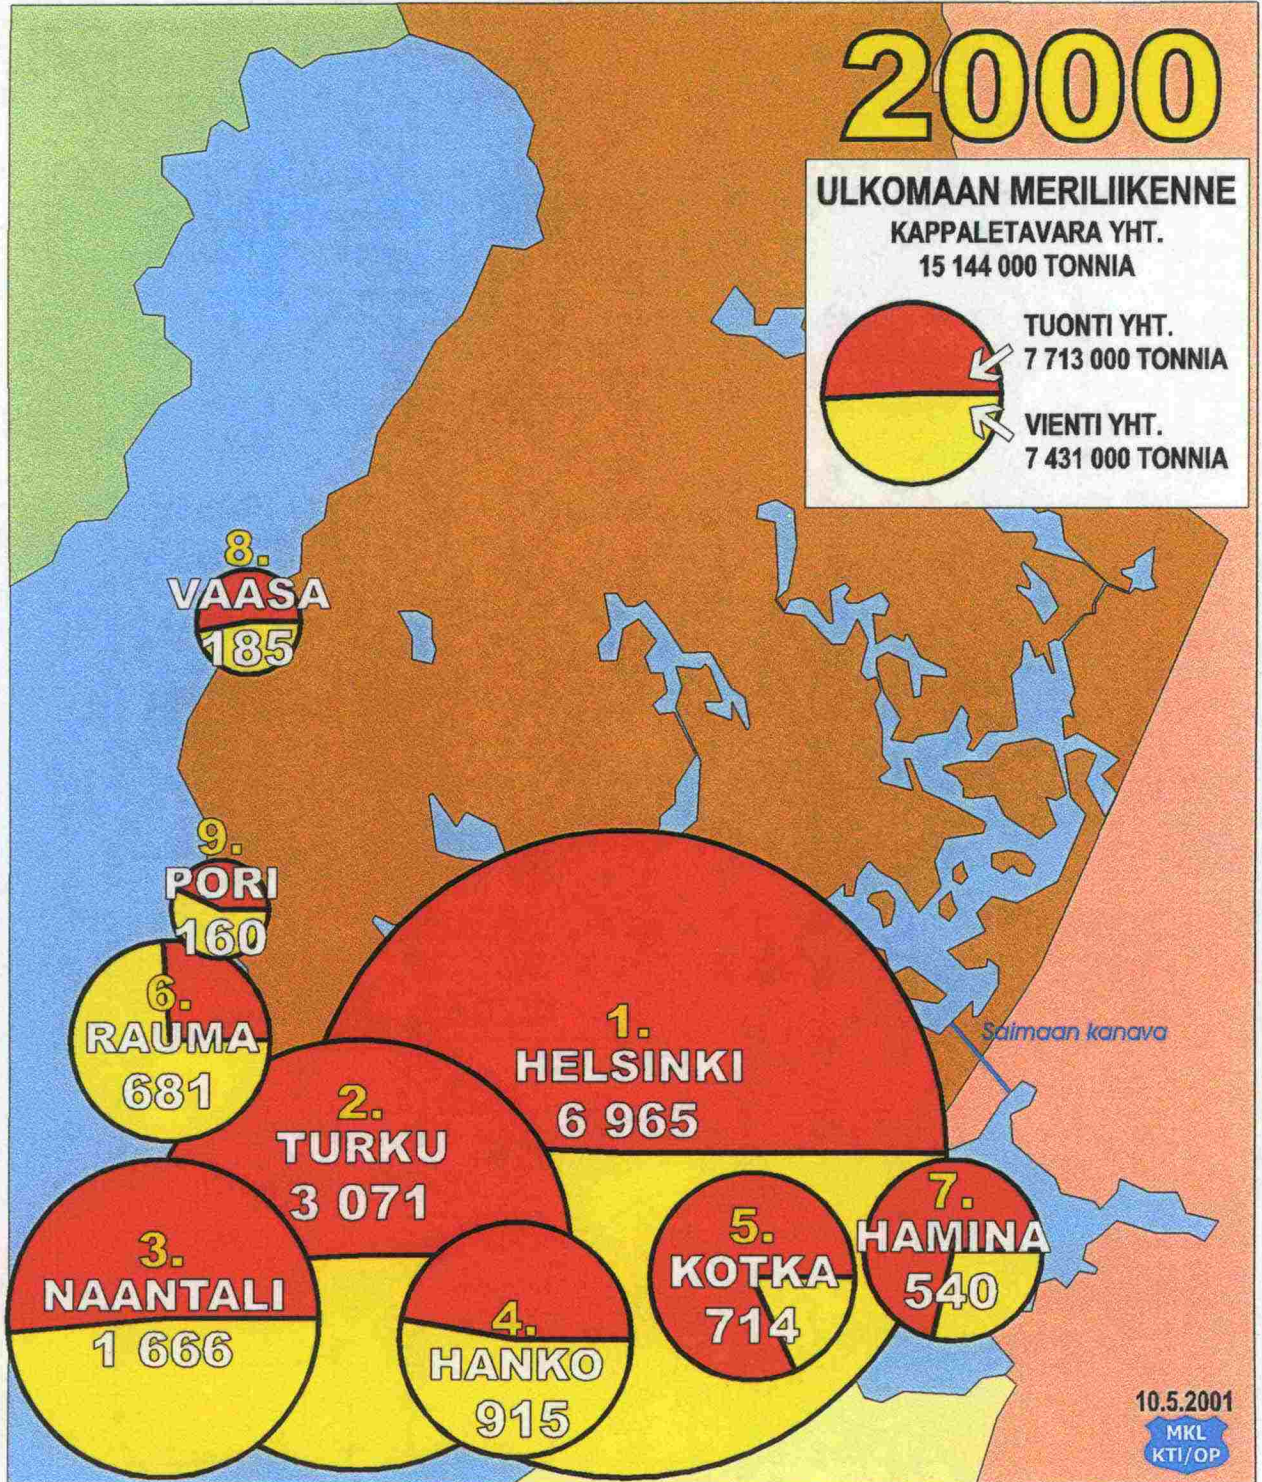 2000
ULKOMAAN MERILIIKENNE
KAPPALETAVARA YHT.
15 144 000 TONNIA
TUONTI YHT.
7 713 000 TONNIA
VIENTI YHT.
7 431 000 TONNIA
8.
VAASA
185
9.
PORI
160
6.
RAUMA
681
1.
HELSINKI
6 965
Saimaan kanava
2.
TURKU
3 071
7.
HAMINA
540
5.
KOTKA
714
3.
NAANTALI
1 666
4.
HANKO
915
10.5.2001
MKL
KTI/OP